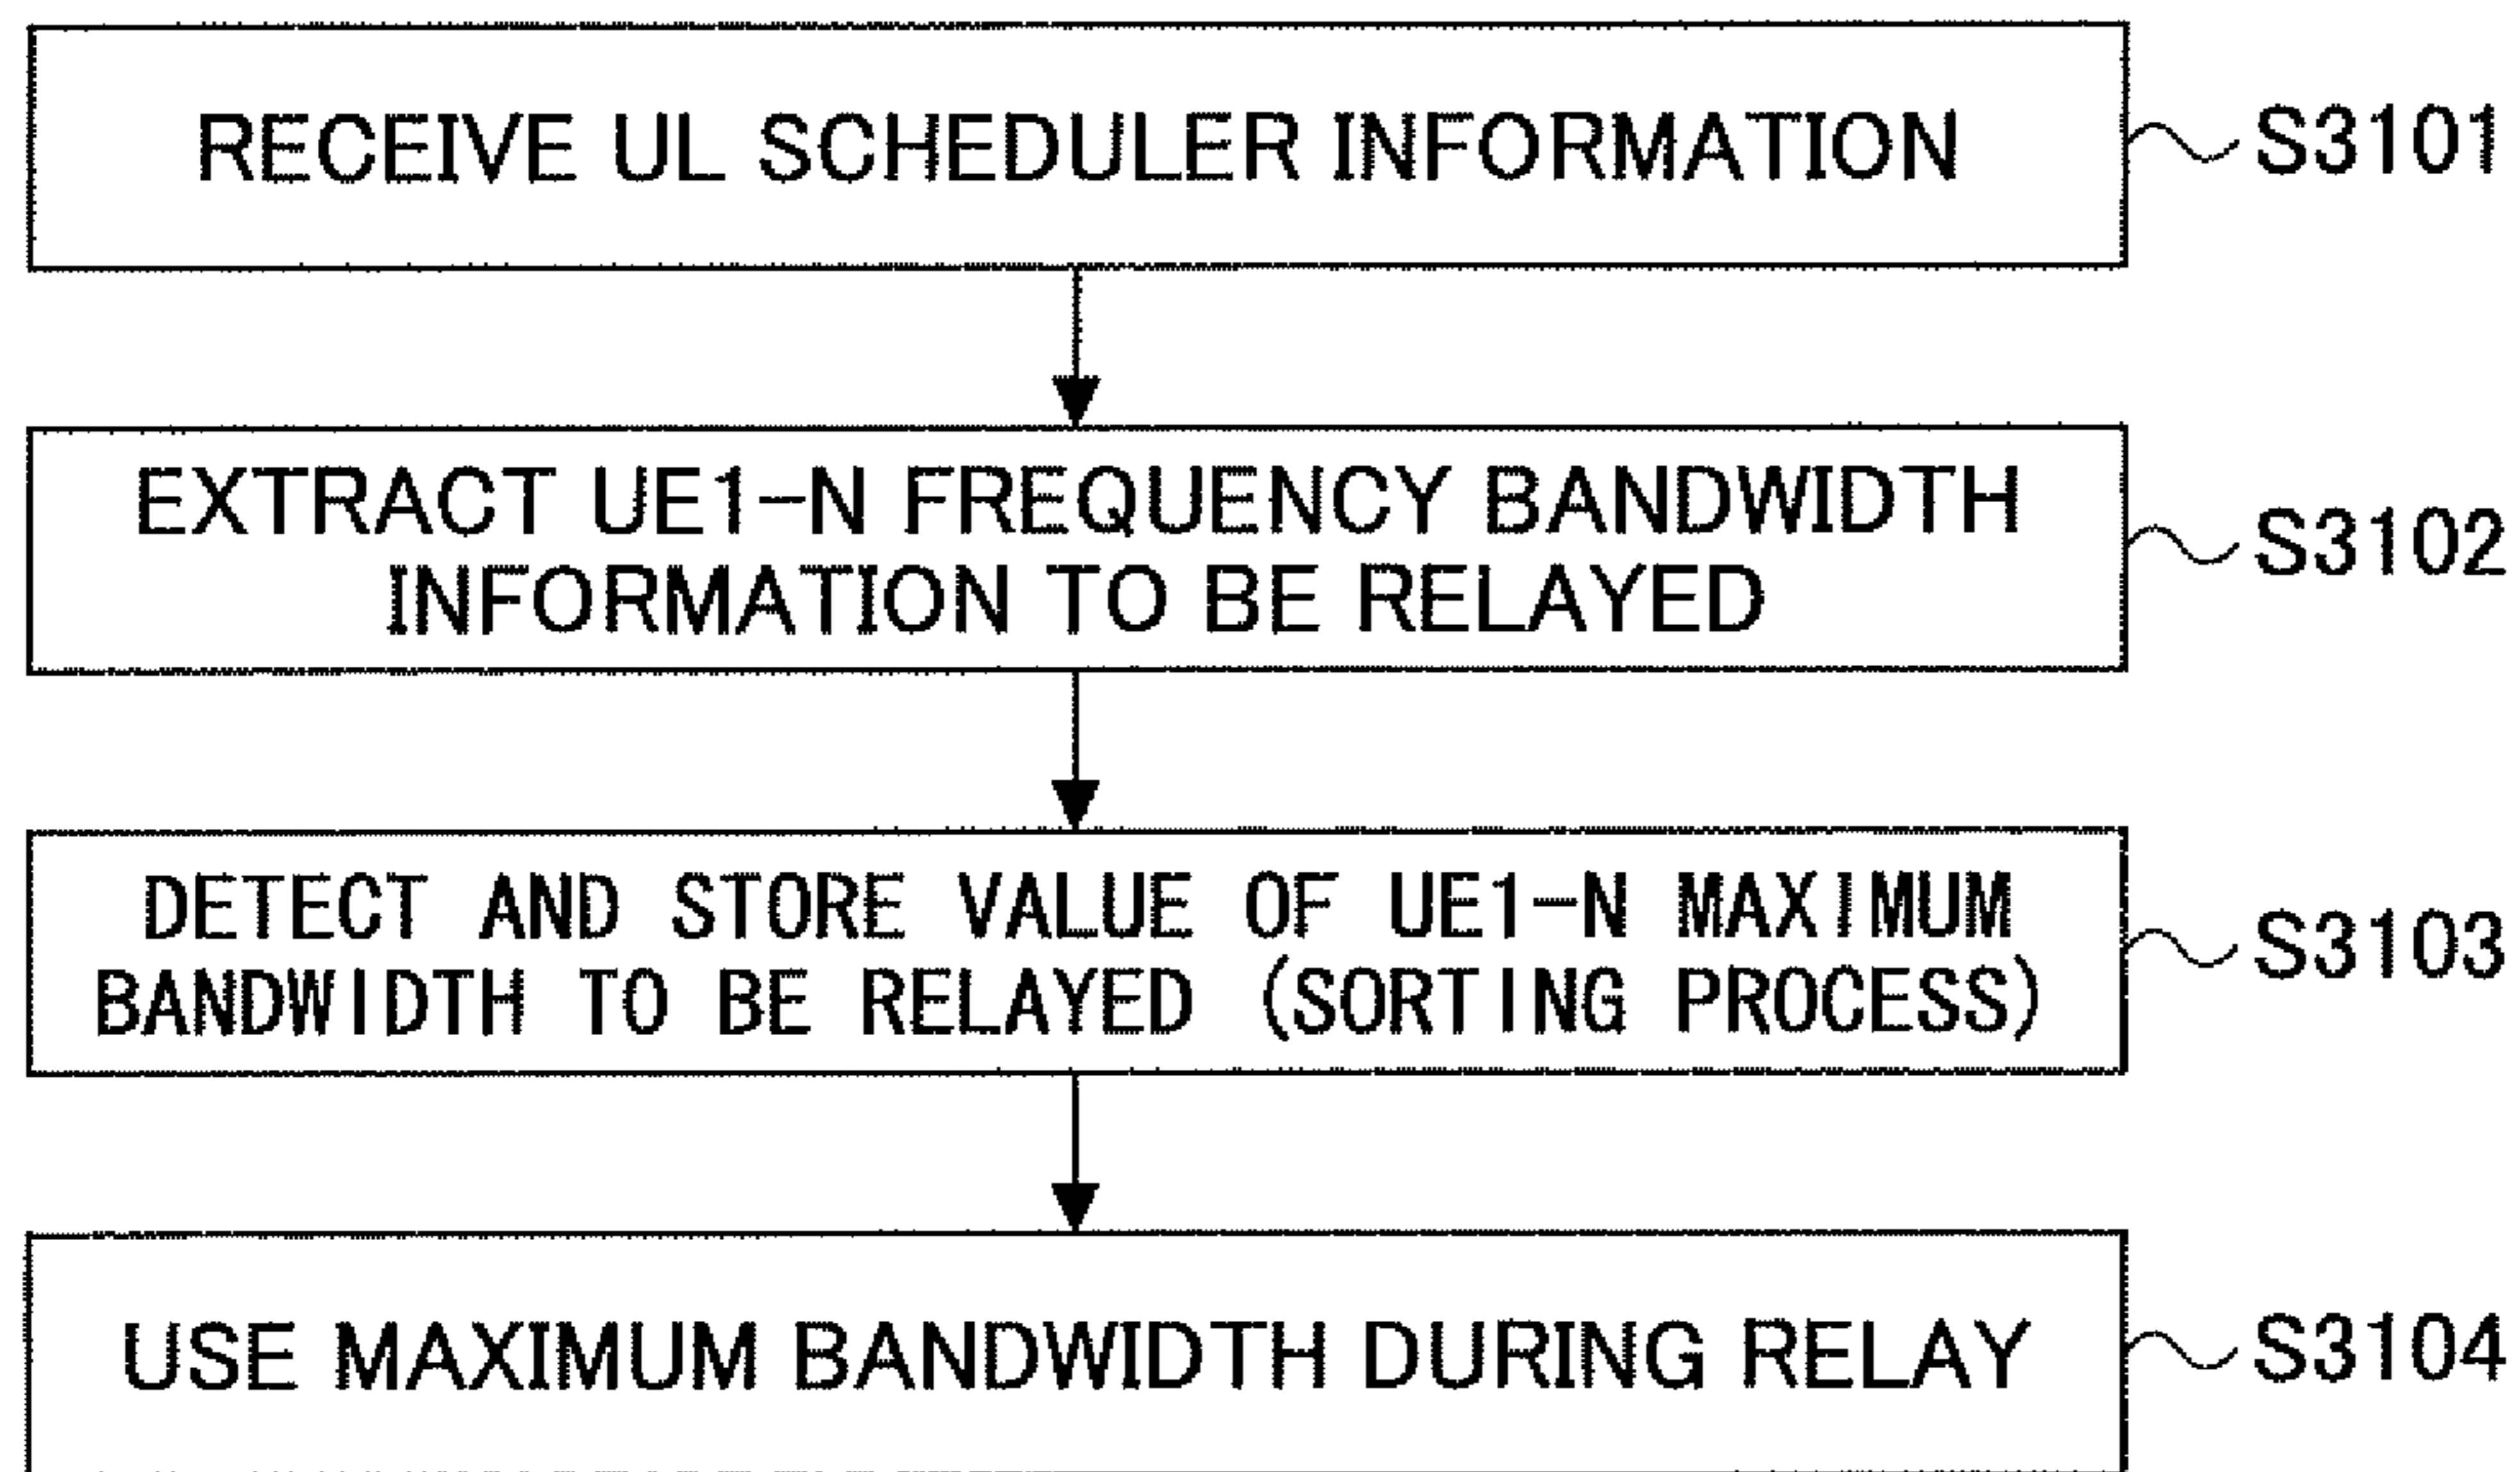 RECEIVE UL SCHEDULER INFORMATION
S3101
EXTRACT UE1-N FREQUENCY BANDWIDTH
INFORMATION TO BE RELAYED
S3102
DETECT AND STORE VALUE OF UE1-N MAXIMUM
BANDWIDTH TO BE RELAYED (SORTING PROCESS)
S3103
USE MAXIMUM BANDWIDTH DURING RELAY
S3104